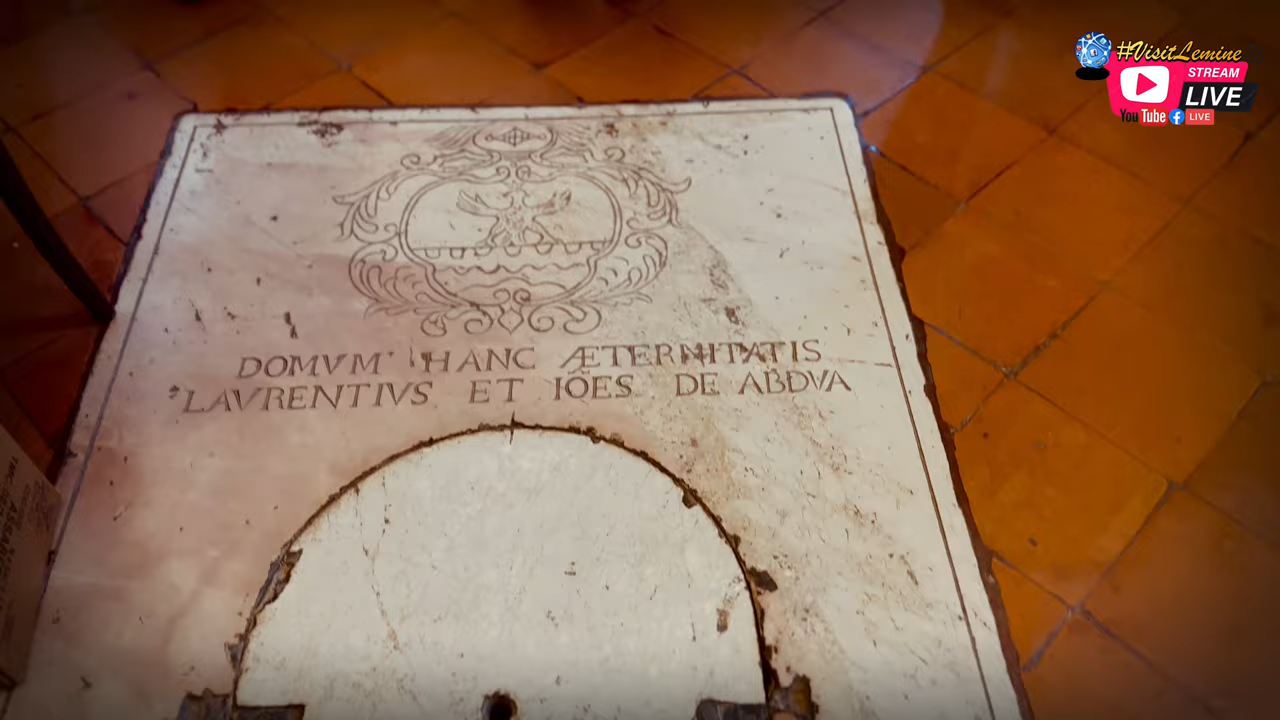 #VisitLemine
STREAM
LIVE
YouTube LIVE
DOMVM HANC ÆTERNITATIS
LAVRENTIVS ET IOES DE ABDVA